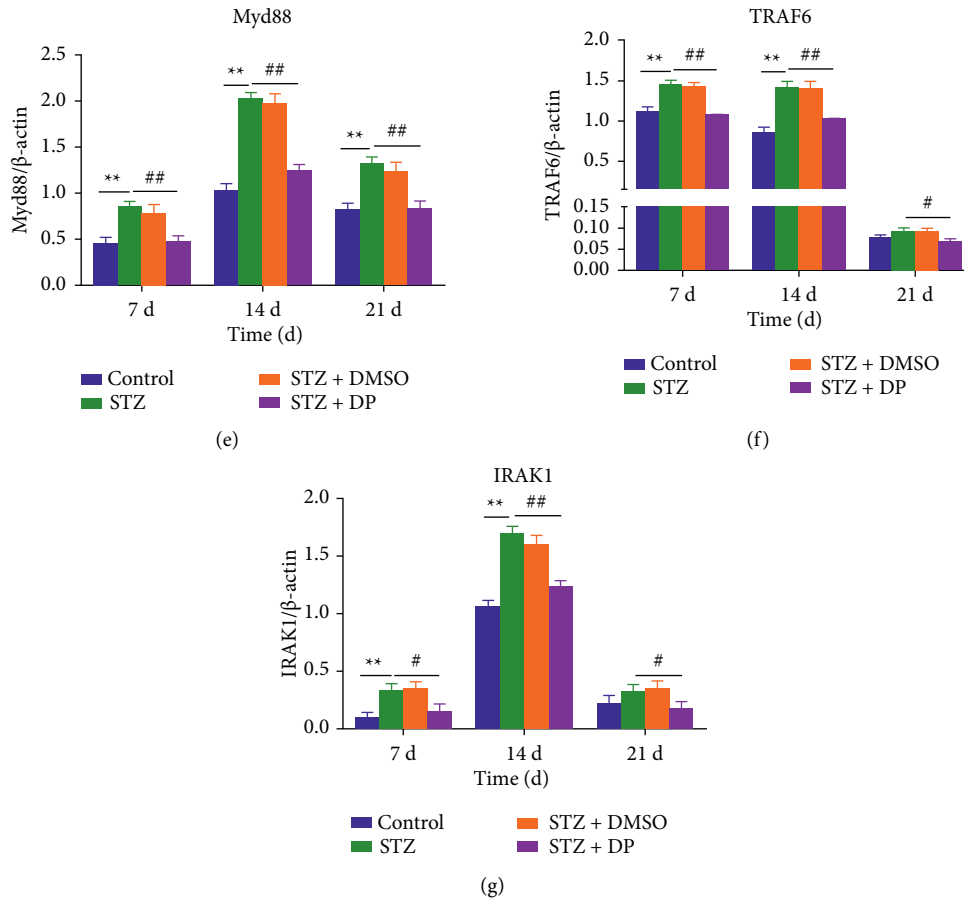 Myd88
Myd88/β-actin
2.5
2.0
1.5
1.0
0.5
0.0
** ##
** ##
** ##
7 d 14 d 21 d
Time (d)
Control STZ + DMSO
STZ STZ + DP
(e)
TRAF6
TRAF6/β-actin
2.0
1.5
1.0
0.5
0.15
0.10
0.05
0.00
** ##
** ##
#
7 d 14 d 21 d
Time (d)
Control STZ + DMSO
STZ STZ + DP
(f)
IRAK1
IRAK1/β-actin
2.0
1.5
1.0
0.5
0.0
** #
** ##
#
7 d 14 d 21 d
Time (d)
Control STZ + DMSO
STZ STZ + DP
(g)